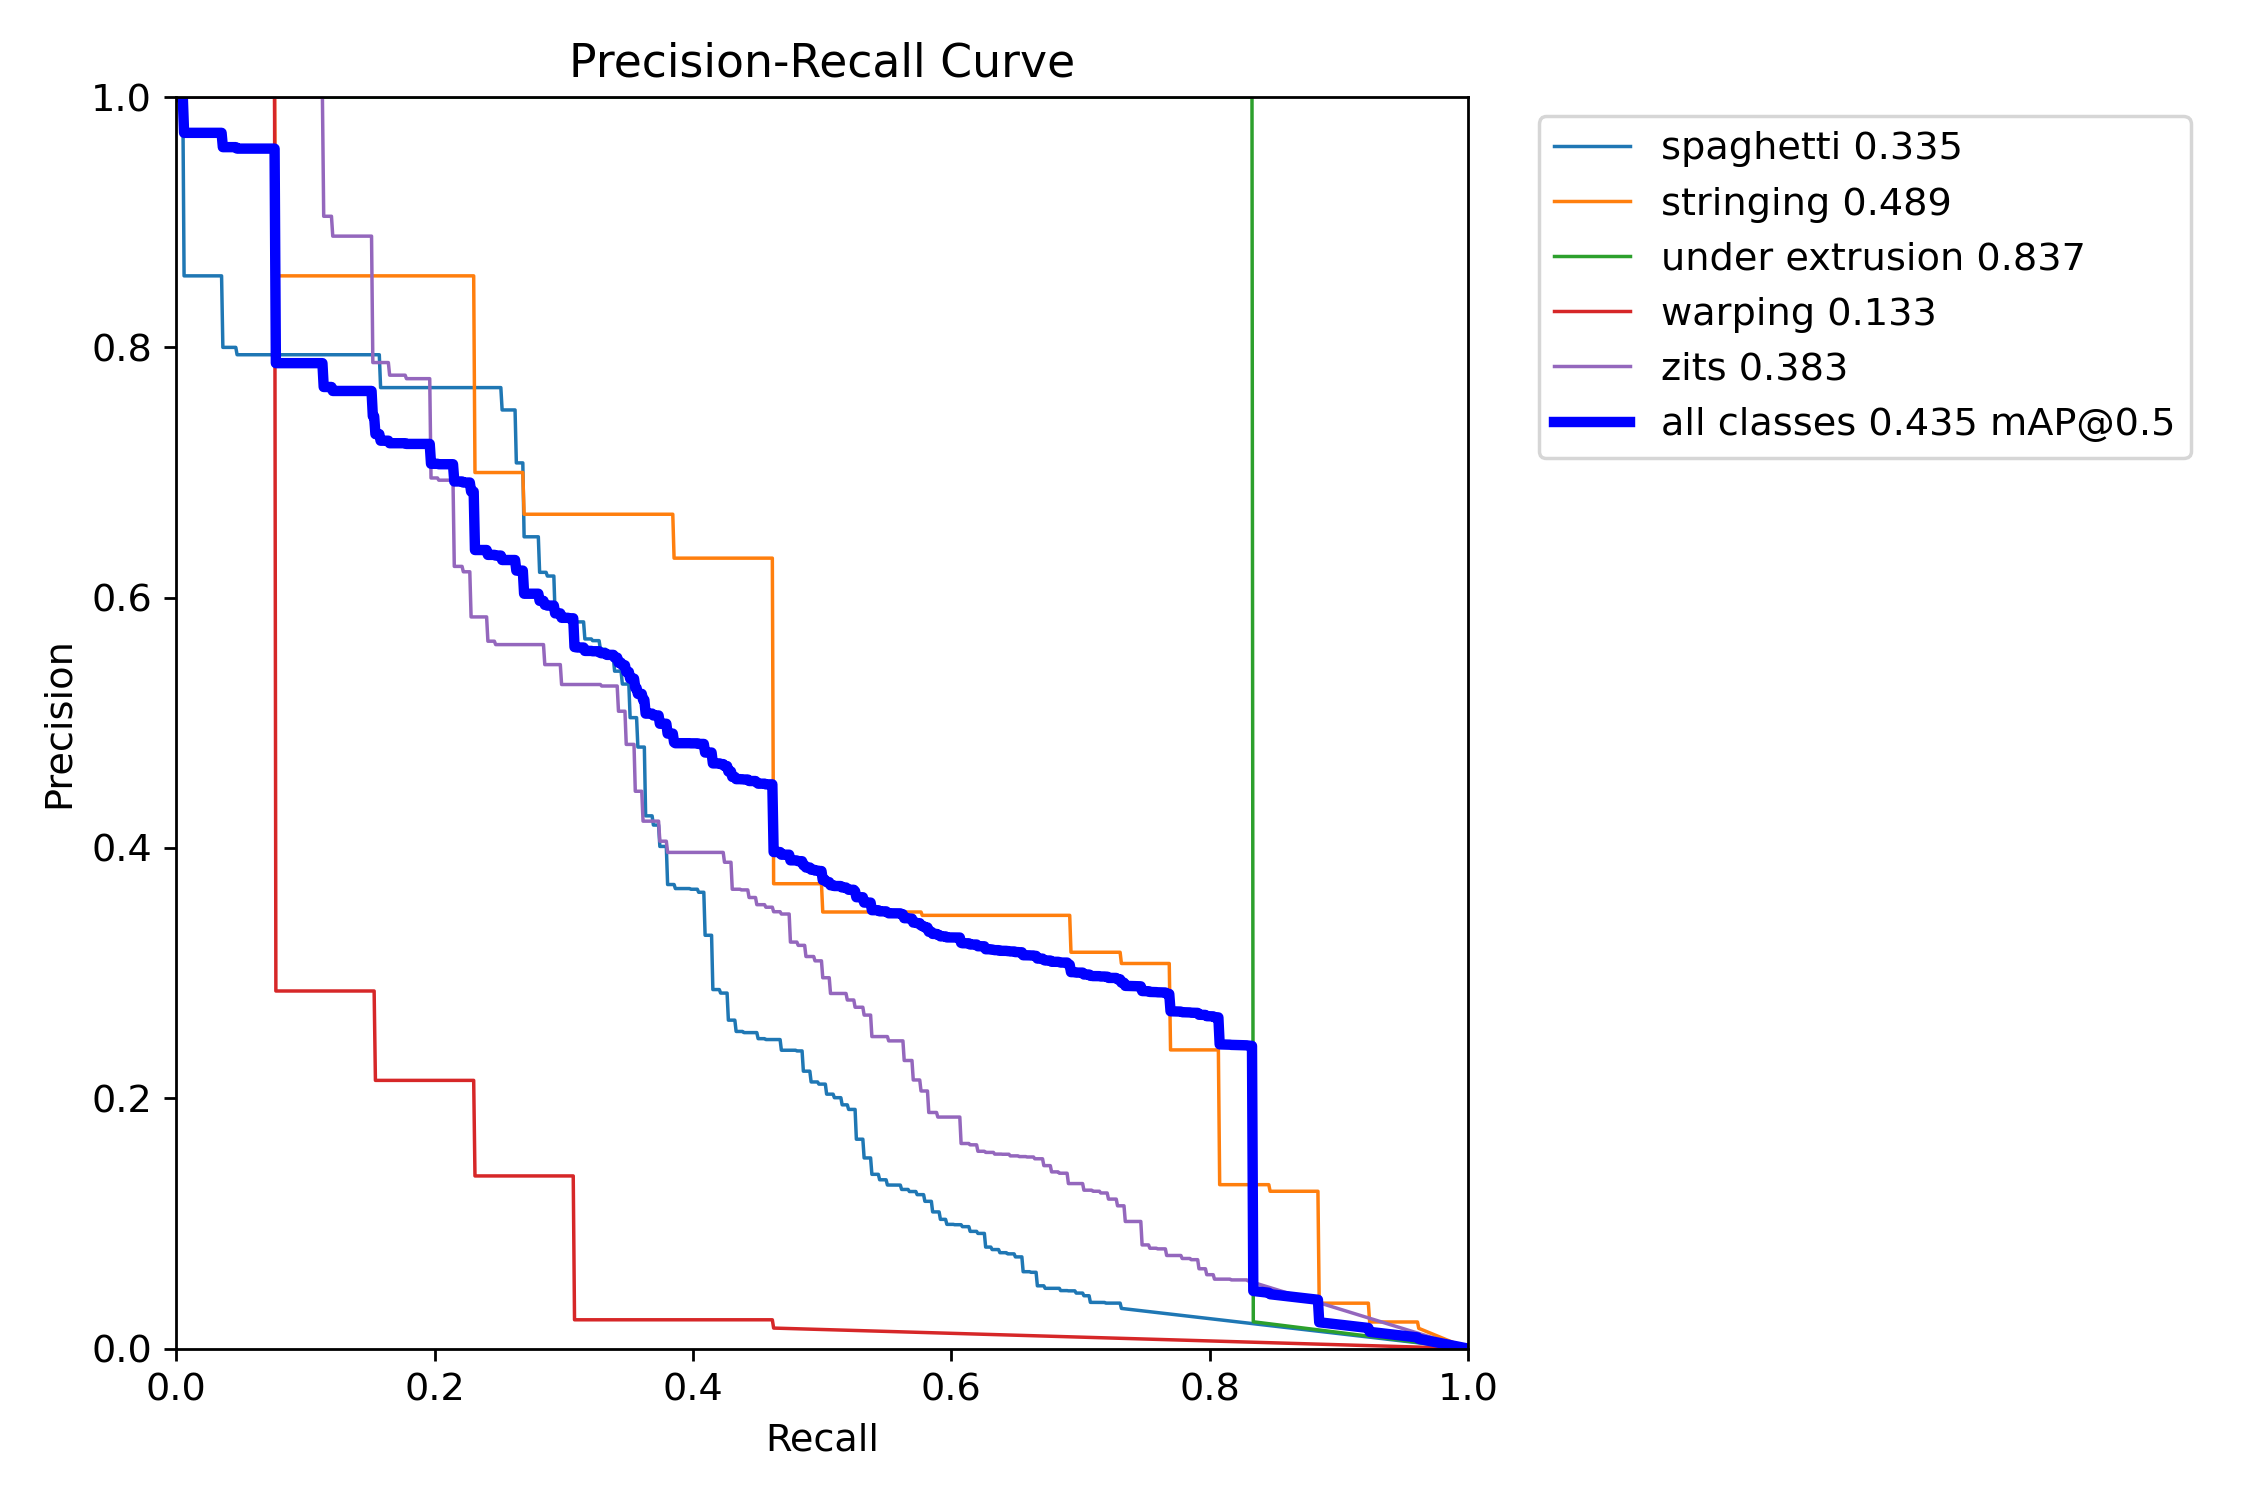 Precision-Recall Curve
1.0
0.8
0.6
0.4
0.2
0.0
Precision
0.0 0.2 0.4 0.6 0.8 1.0
Recall
spaghetti 0.335
stringing 0.489
under extrusion 0.837
warping 0.133
zits 0.383
all classes 0.435 mAP@0.5